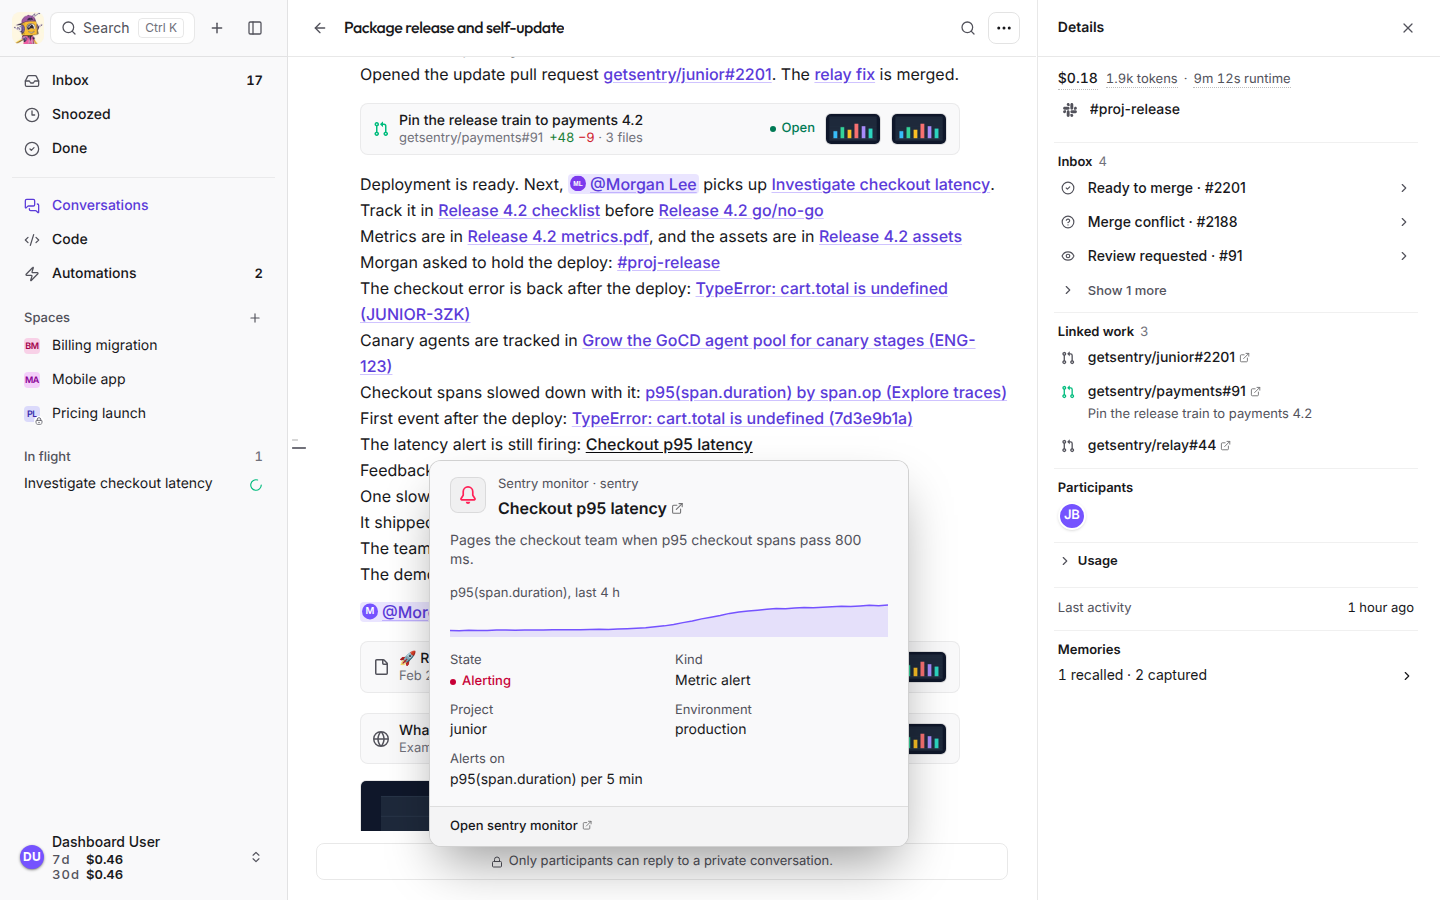 Search Ctrl K
Inbox 17
Snoozed
Done
Conversations
Code
Automations 2
Spaces
BM Billing migration
MA Mobile app
PL Pricing launch
In flight 1
Investigate checkout latency
DU Dashboard User
7d $0.46
30d $0.46
Package release and self-update
Opened the update pull request getsentry/junior#2201. The relay fix is merged.
Pin the release train to payments 4.2
getsentry/payments#91 +48 −9 · 3 files
Open
Deployment is ready. Next, ML @Morgan Lee picks up Investigate checkout latency.
Track it in Release 4.2 checklist before Release 4.2 go/no-go
Metrics are in Release 4.2 metrics.pdf, and the assets are in Release 4.2 assets
Morgan asked to hold the deploy: #proj-release
The checkout error is back after the deploy: TypeError: cart.total is undefined
(JUNIOR-3ZK)
Canary agents are tracked in Grow the GoCD agent pool for canary stages (ENG-
123)
Checkout spans slowed down with it: p95(span.duration) by span.op (Explore traces)
First event after the deploy: TypeError: cart.total is undefined (7d3e9b1a)
The latency alert is still firing: Checkout p95 latency
Feedback
One slow
It shipped
The team
The demo
M @Mor
🚀 R
Feb 2
Wha
Exam
Sentry monitor · sentry
Checkout p95 latency
Pages the checkout team when p95 checkout spans pass 800
ms.
p95(span.duration), last 4 h
State
Alerting
Kind
Metric alert
Project
junior
Environment
production
Alerts on
p95(span.duration) per 5 min
Open sentry monitor
Only participants can reply to a private conversation.
Details
$0.18 1.9k tokens · 9m 12s runtime
#proj-release
Inbox 4
Ready to merge · #2201
Merge conflict · #2188
Review requested · #91
Show 1 more
Linked work 3
getsentry/junior#2201
getsentry/payments#91
Pin the release train to payments 4.2
getsentry/relay#44
Participants
JB
Usage
Last activity 1 hour ago
Memories
1 recalled · 2 captured